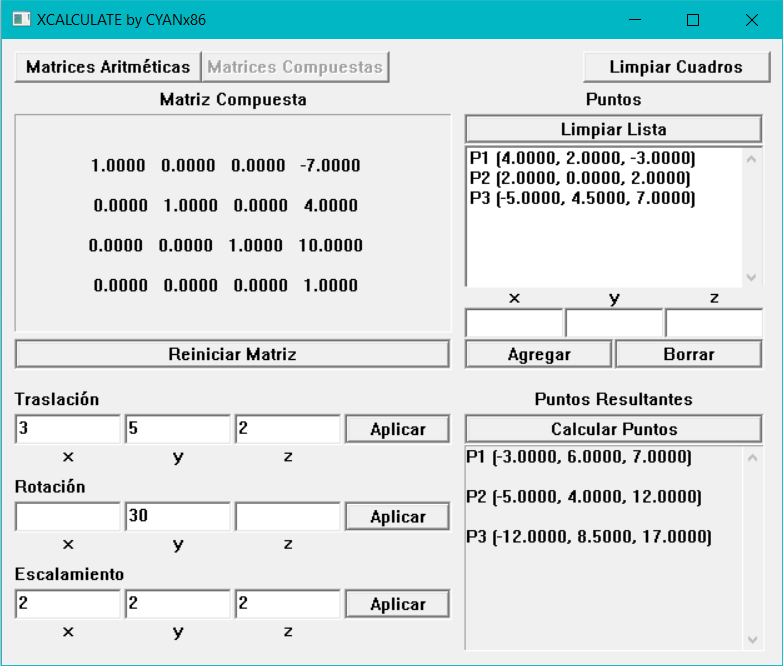 XCALCULATE by CYANx86
Matrices Aritméticas Matrices Compuestas
Limpiar Cuadros
Matriz Compuesta
1.0000 0.0000 0.0000 -7.0000
0.0000 1.0000 0.0000 4.0000
0.0000 0.0000 1.0000 10.0000
0.0000 0.0000 0.0000 1.0000
Reiniciar Matriz
Puntos
Limpiar Lista
P1 (4.0000, 2.0000, -3.0000)
P2 (2.0000, 0.0000, 2.0000)
P3 (-5.0000, 4.5000, 7.0000)
x y z
Agregar Borrar
Traslación
3 5 2 Aplicar
x y z
Rotación
30 Aplicar
x y z
Escalamiento
2 2 2 Aplicar
x y z
Puntos Resultantes
Calcular Puntos
P1 (-3.0000, 6.0000, 7.0000)
P2 (-5.0000, 4.0000, 12.0000)
P3 (-12.0000, 8.5000, 17.0000)